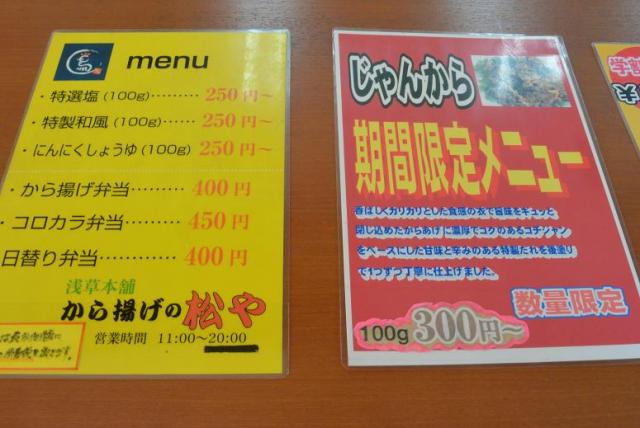 menu
・特選塩(100g)………250円～
・特製和風(100g)……250円～
・にんにくしょうゆ(100g)250円～
・から揚げ弁当………400円
・コロカラ弁当………450円
日替り弁当…………400円
浅草本舗
から揚げの松や
営業時間 11:00～20:00
じゃんから
期間限定メニュー
香ばしくカリカリとした食感の衣で旨味をギュッと
閉じ込めたからあげに濃厚でコクのあるコチジャン
をベースにした甘味と辛みのある特製だれを後塗り
で1つずつ丁寧に仕上げました。
数量限定
100g 300円～